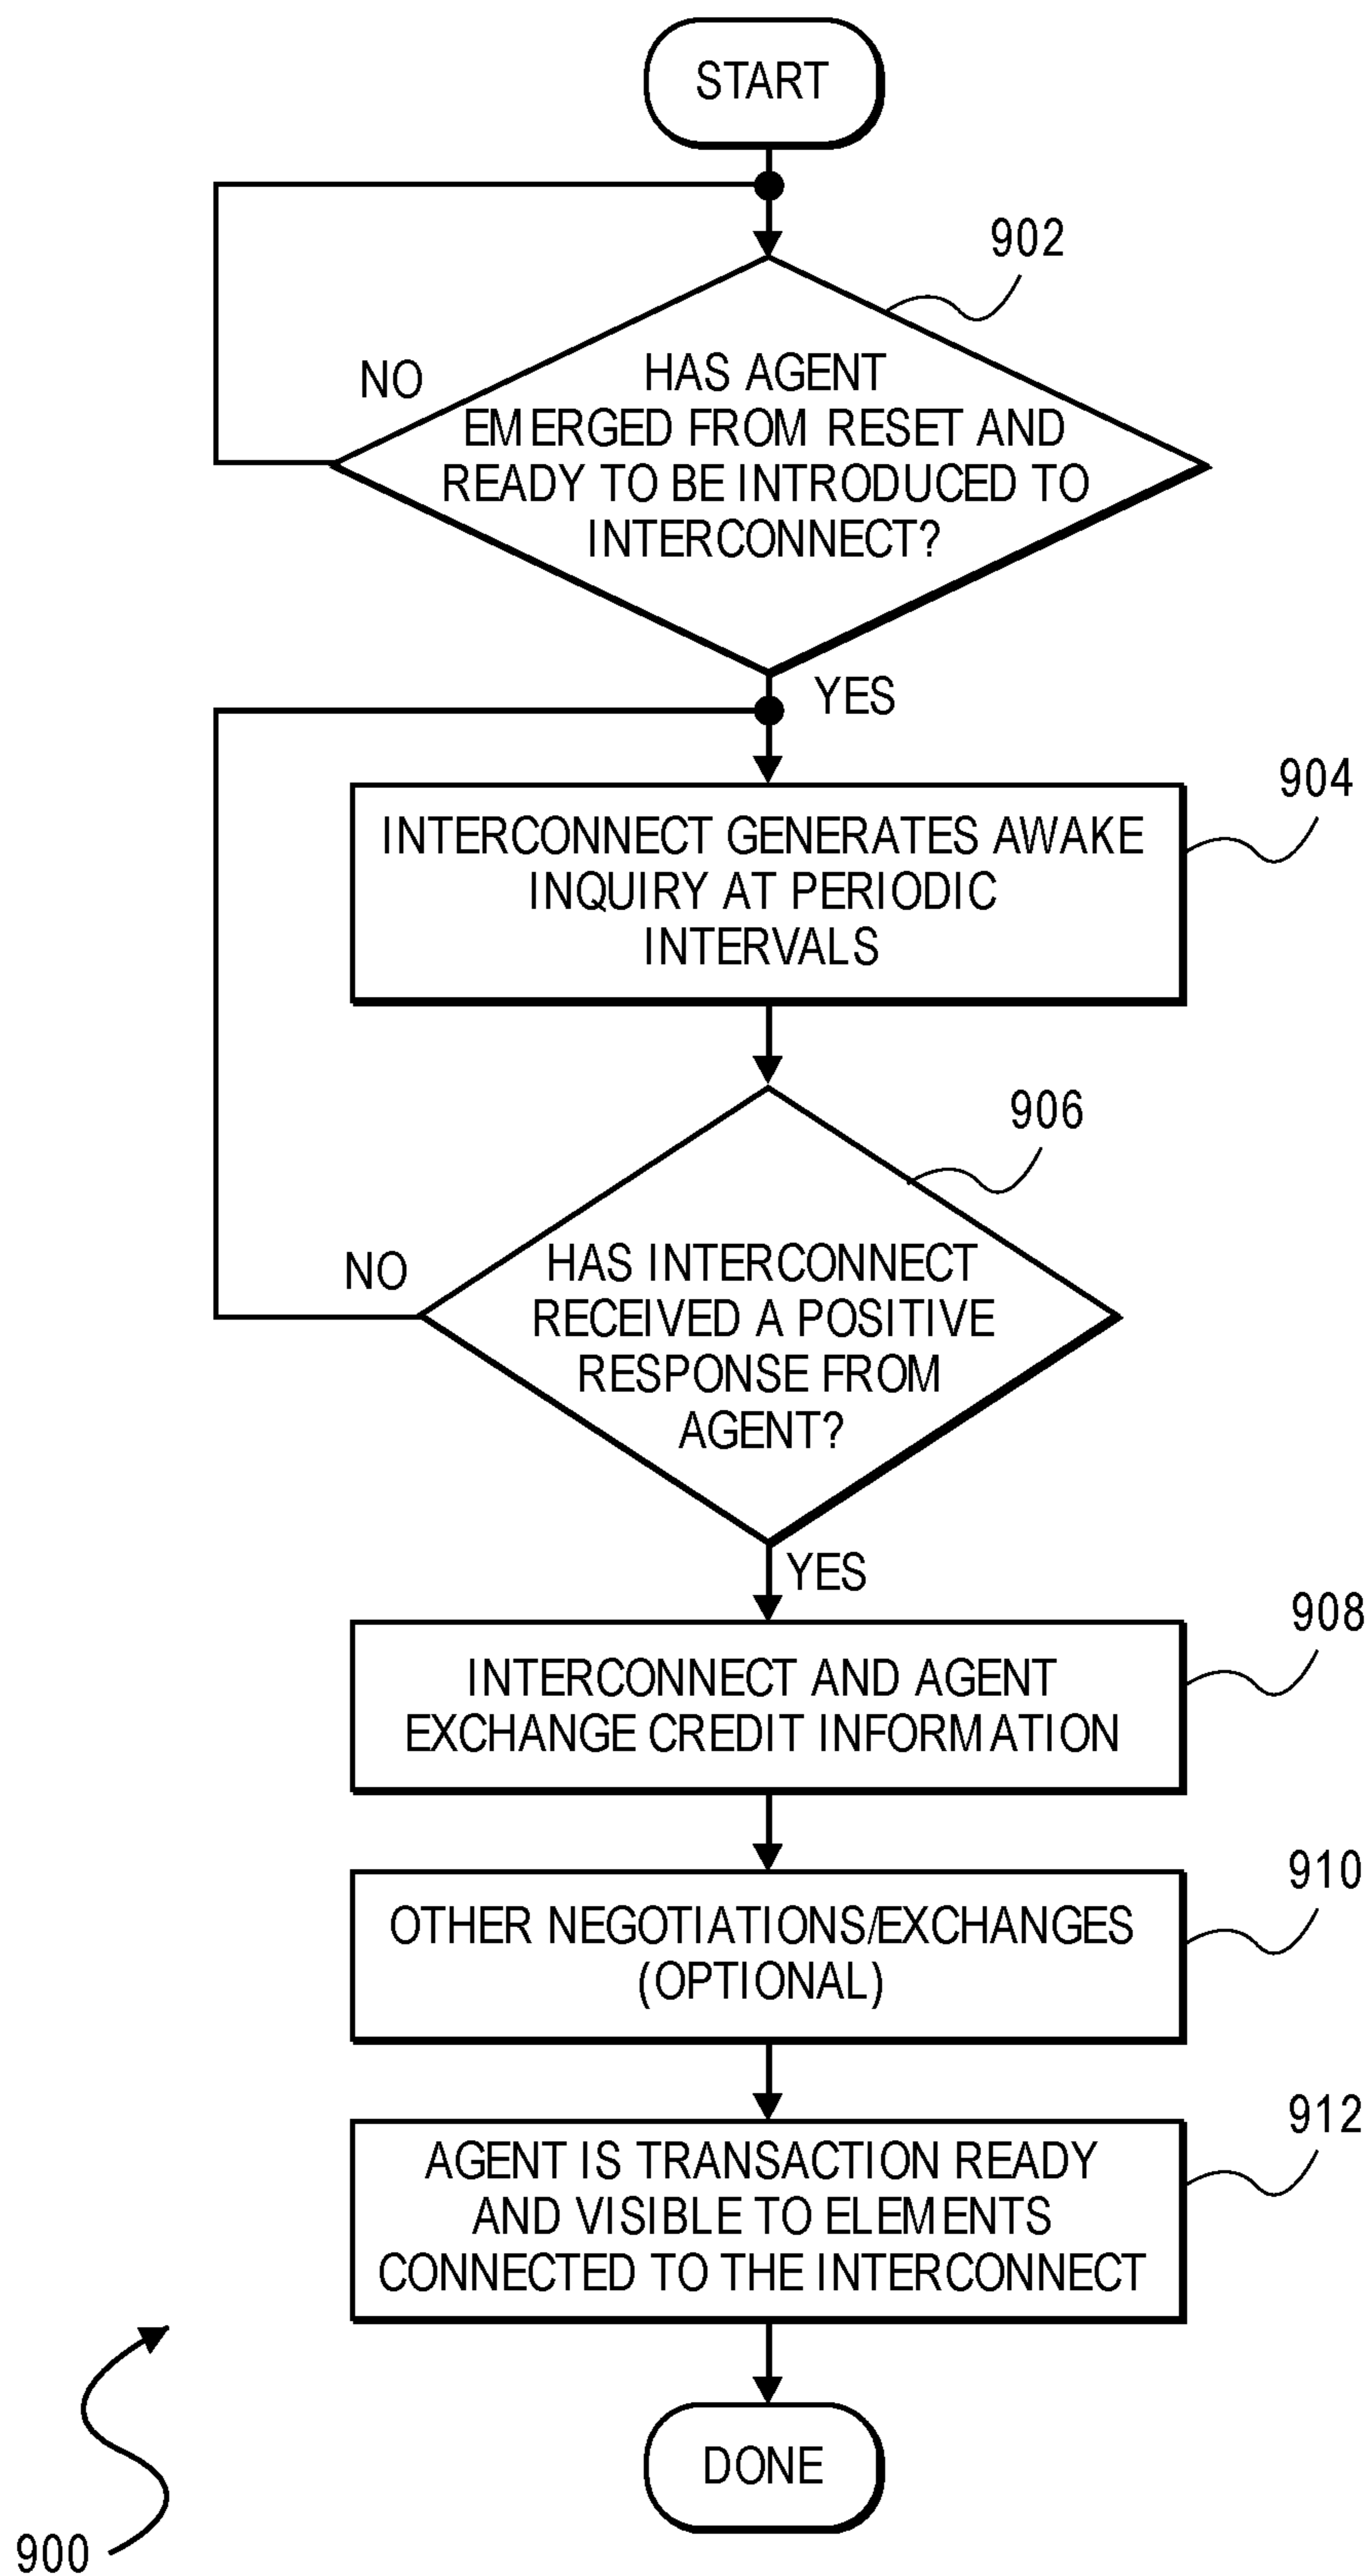 START
902
HAS AGENT
EMERGED FROM RESET AND
READY TO BE INTRODUCED TO
INTERCONNECT?
NO
YES
904
INTERCONNECT GENERATES AWAKE
INQUIRY AT PERIODIC
INTERVALS
906
HAS INTERCONNECT
RECEIVED A POSITIVE
RESPONSE FROM
AGENT?
NO
YES
908
INTERCONNECT AND AGENT
EXCHANGE CREDIT INFORMATION
910
OTHER NEGOTIATIONS/EXCHANGES
(OPTIONAL)
912
AGENT IS TRANSACTION READY
AND VISIBLE TO ELEMENTS
CONNECTED TO THE INTERCONNECT
DONE
900